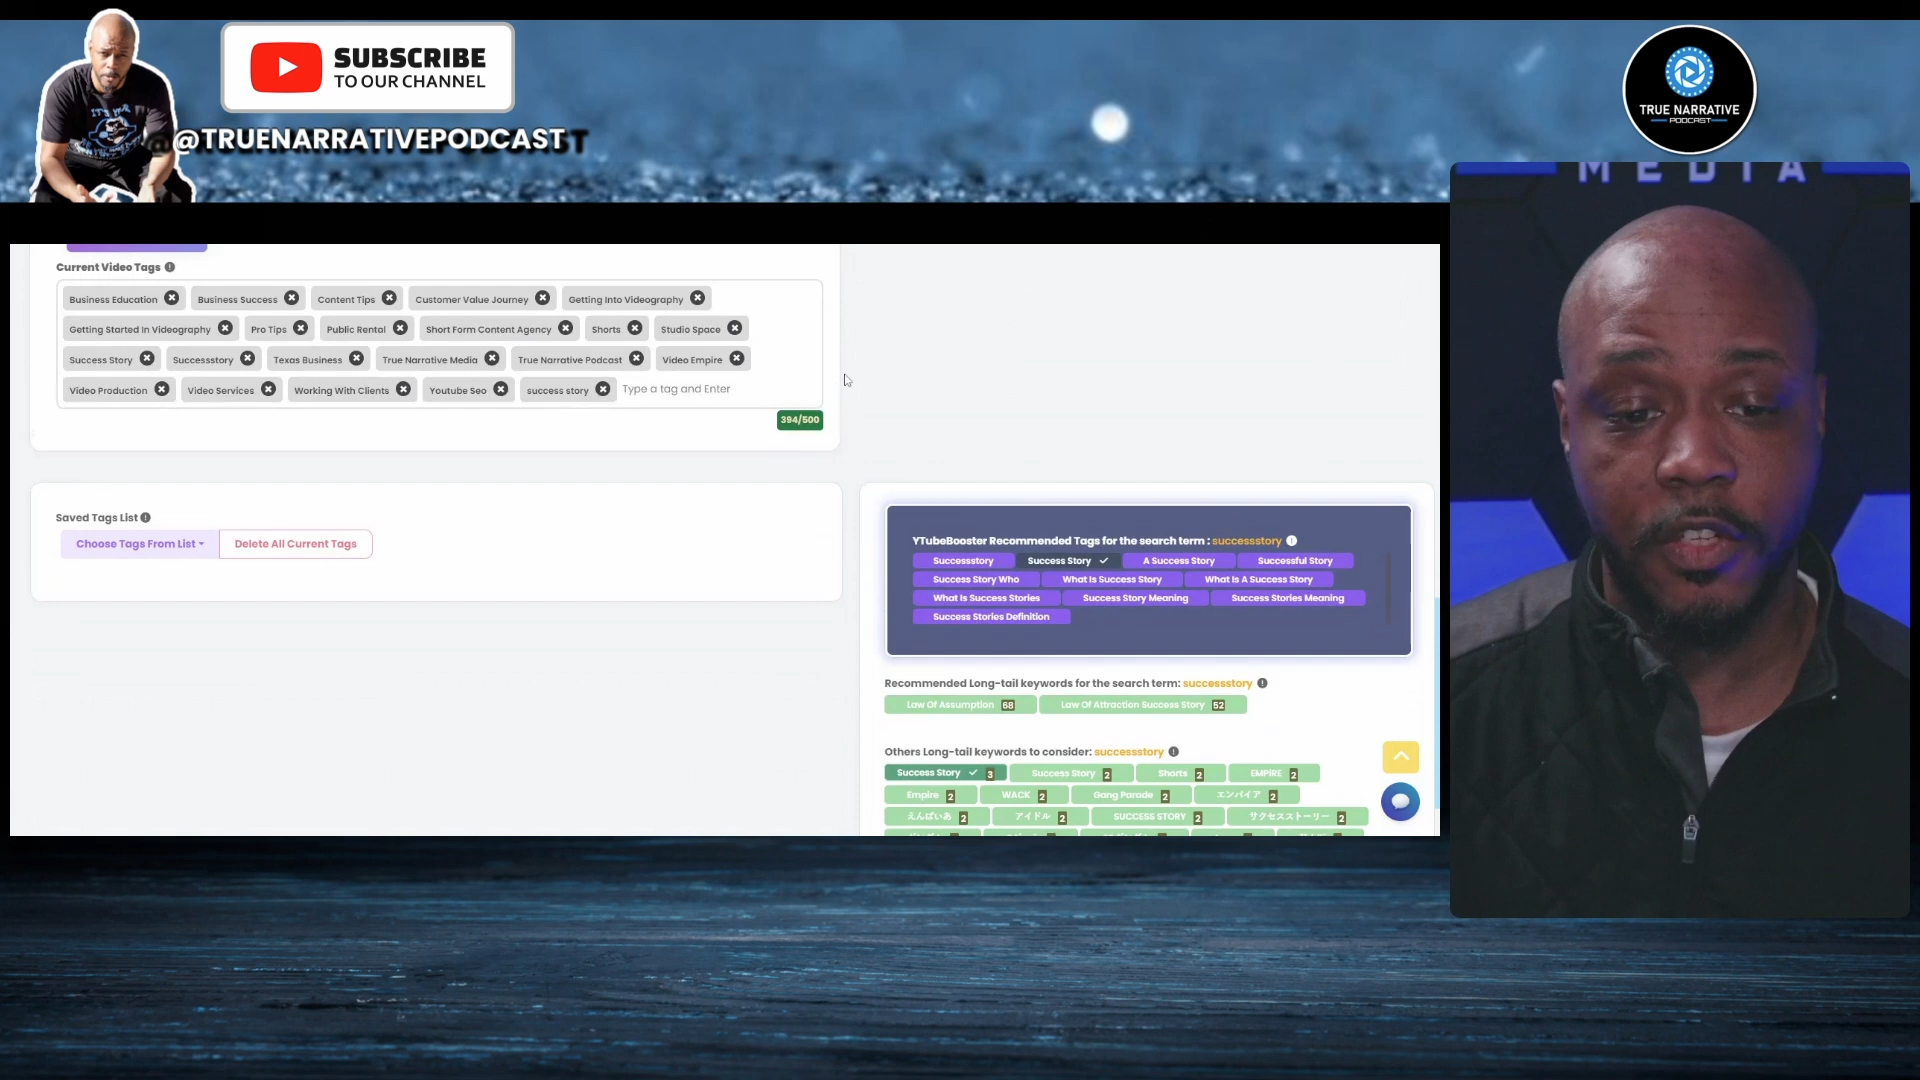 SUBSCRIBE
TO OUR CHANNEL
@TRUENARRATIVEPODCAST
TRUE NARRATIVE
PODCAST
MEDIA
Current Video Tags
Business Education Business Success Content Tips Customer Value Journey Getting Into Videography
Getting Started In Videography Pro Tips Public Rental Short Form Content Agency Shorts Studio Space
Success Story Successstory Texas Business True Narrative Media True Narrative Podcast Video Empire
Video Production Video Services Working With Clients Youtube Seo success story Type a tag and Enter
394/500
Saved Tags List
Choose Tags From List Delete All Current Tags
YTubeBooster Recommended Tags for the search term : successstory
Successstory Success Story A Success Story Successful Story
Success Story Who What Is Success Story What Is A Success Story
What Is Success Stories Success Story Meaning Success Stories Meaning
Success Stories Definition
Recommended Long-tail keywords for the search term: successstory
Law Of Assumption 68 Law Of Attraction Success Story 52
Others Long-tail keywords to consider: successstory
Success Story 3 Success Story 2 Shorts 2 EMPiRE 2
Empire 2 WACK 2 Gang Parade 2 エンパイア 2
えんぱいあ 2 アイドル 2 SUCCESS STORY 2 サクセスストーリー 2